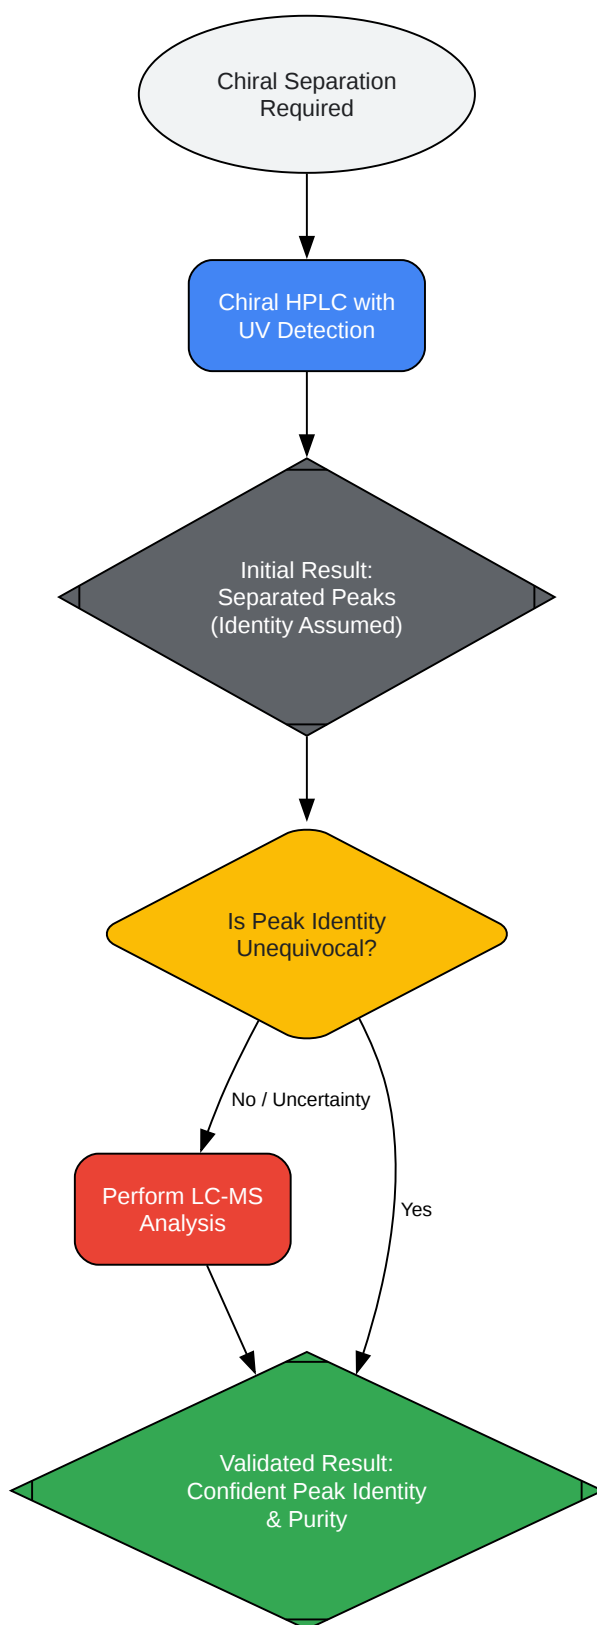 Chiral Separation
Required
Chiral HPLC with
UV Detection
Initial Result:
Separated Peaks
(Identity Assumed)
Is Peak Identity
Unequivocal?
No / Uncertainty
Perform LC-MS
Analysis
Yes
Validated Result:
Confident Peak Identity
& Purity